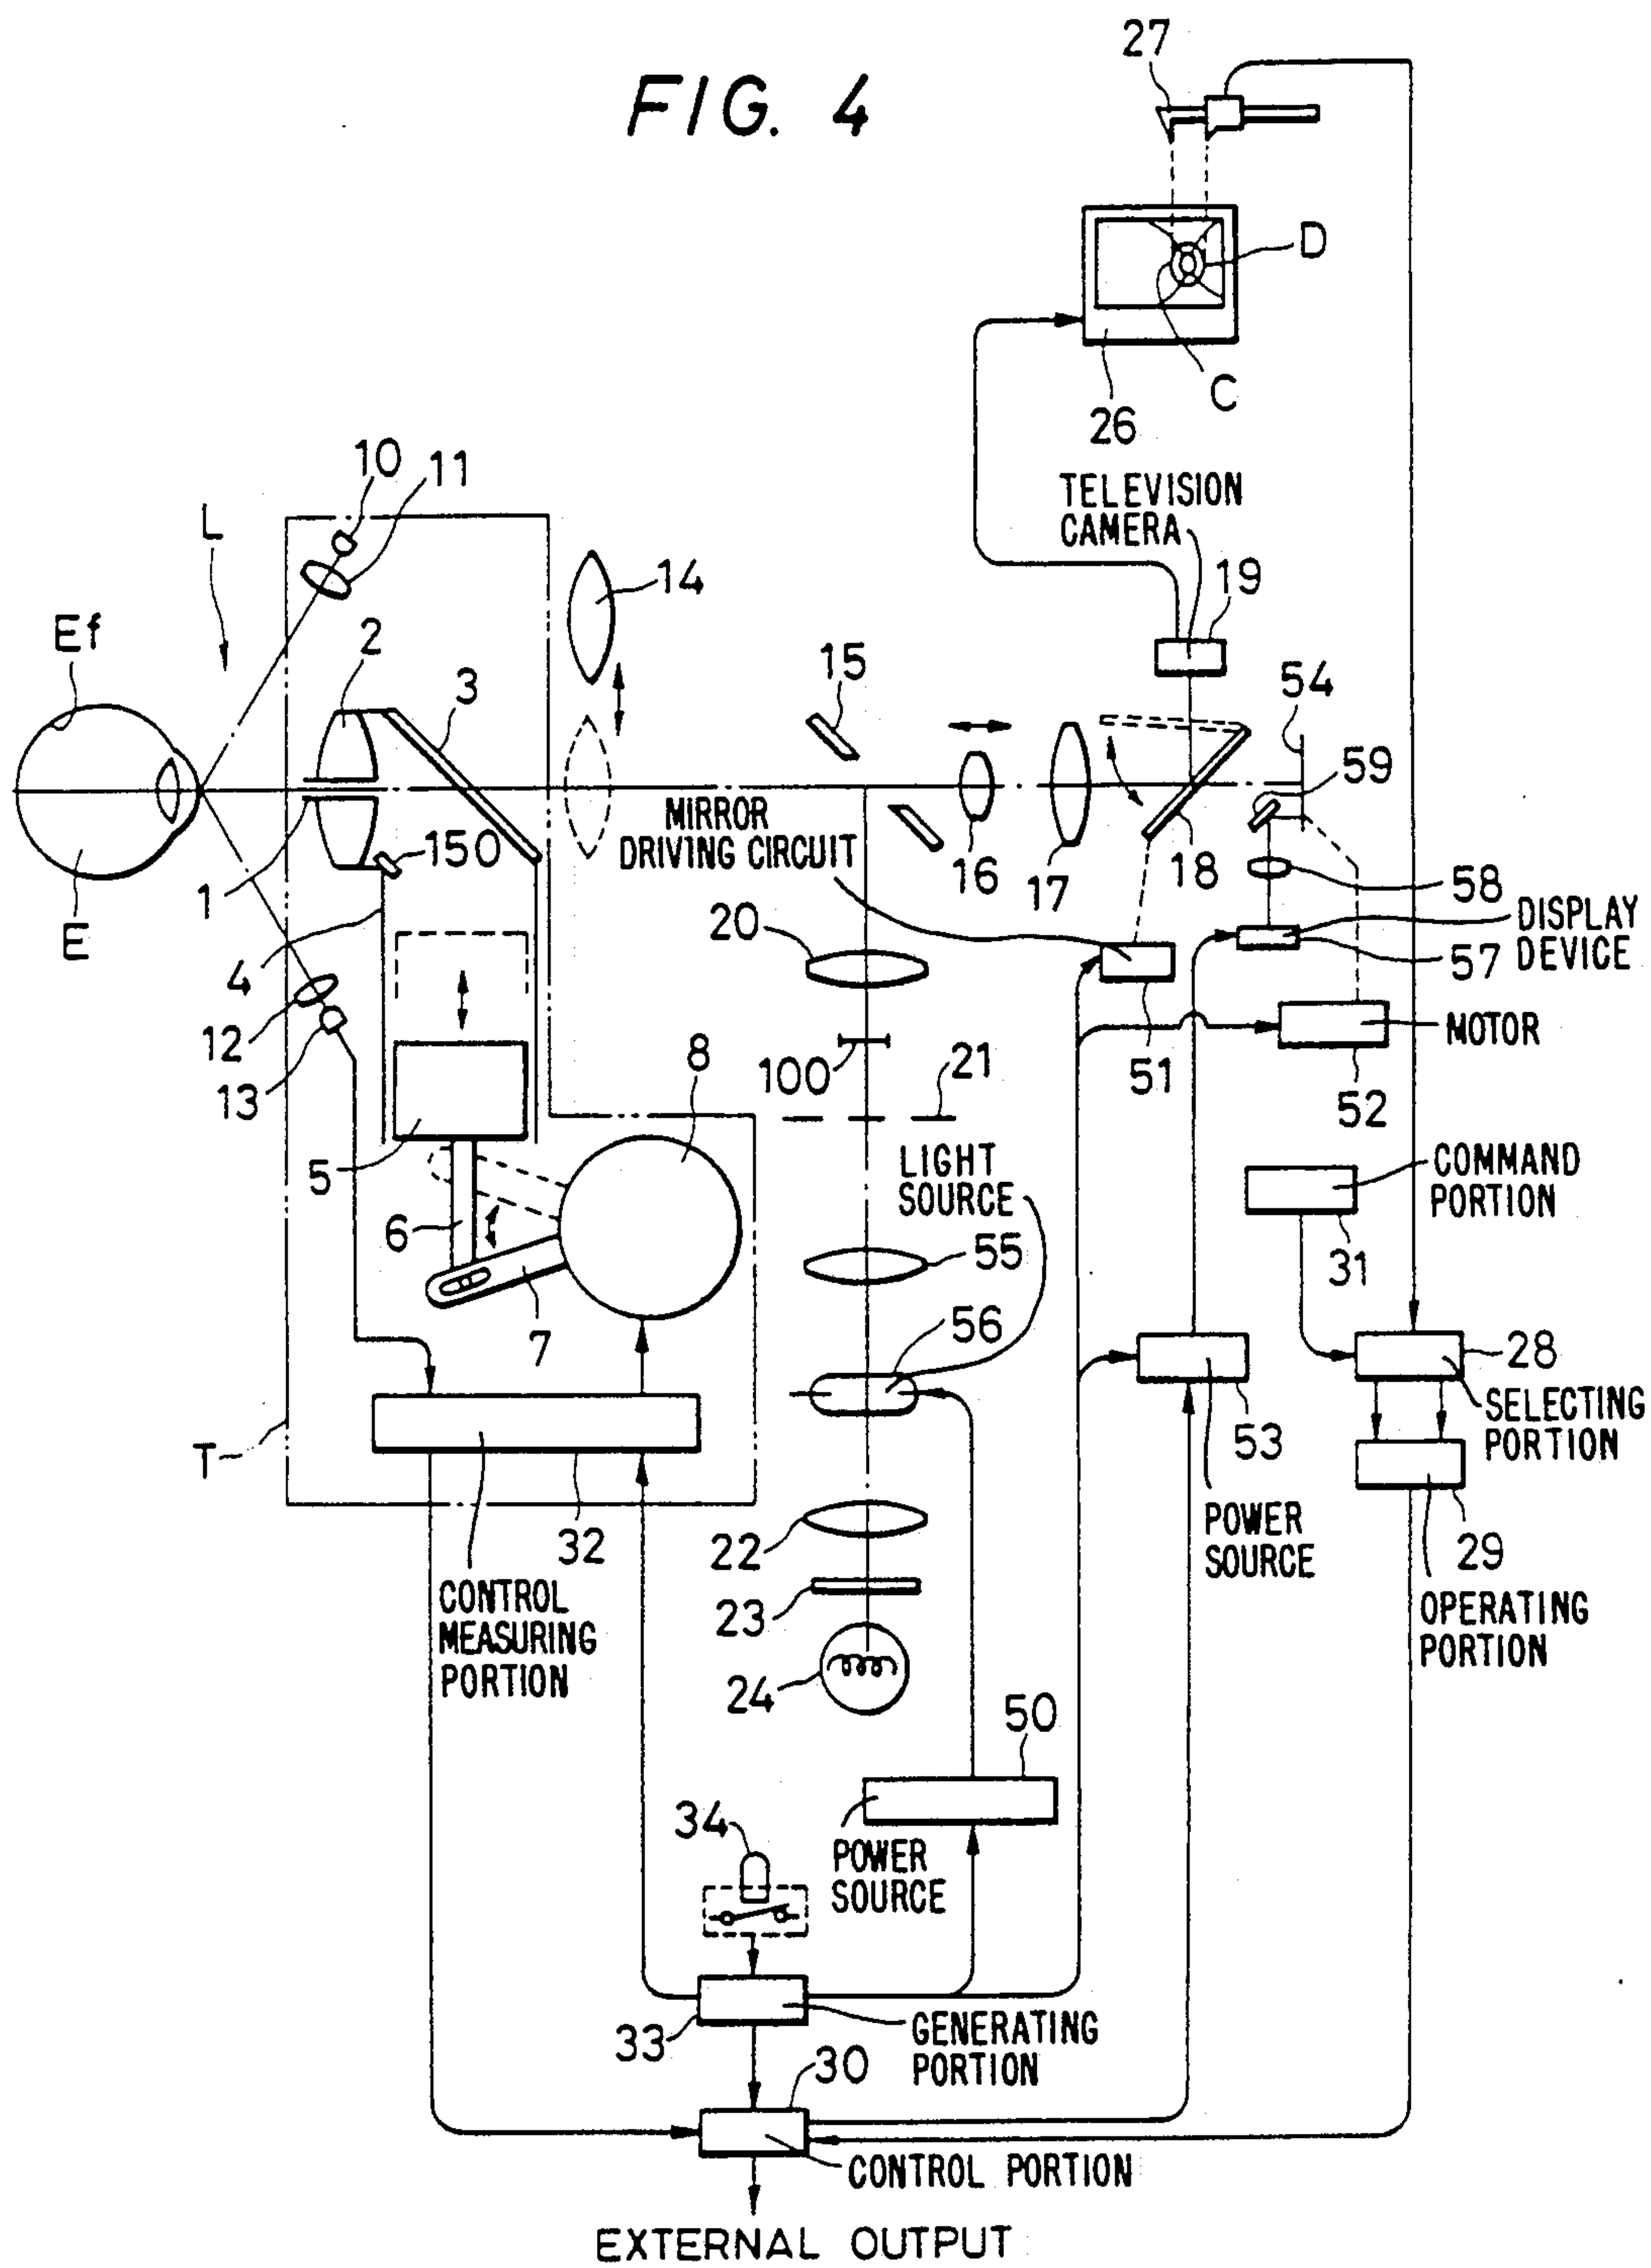 FIG. 4
27
D
C
26
10
11
L
TELEVISION
CAMERA
14
19
Ef
2
15
54
3
59
MIRROR
DRIVING CIRCUIT
150
1
16
17
18
58
E
20
DISPLAY
DEVICE
57
4
12
MOTOR
13
8
100
21
51
52
5
LIGHT
SOURCE
COMMAND
PORTION
6
55
31
7
56
28
SELECTING
PORTION
T
53
22
32
POWER
SOURCE
29
CONTROL
MEASURING
PORTION
23
OPERATING
PORTION
24
50
34
POWER
SOURCE
33
GENERATING
PORTION
30
CONTROL PORTION
EXTERNAL OUTPUT